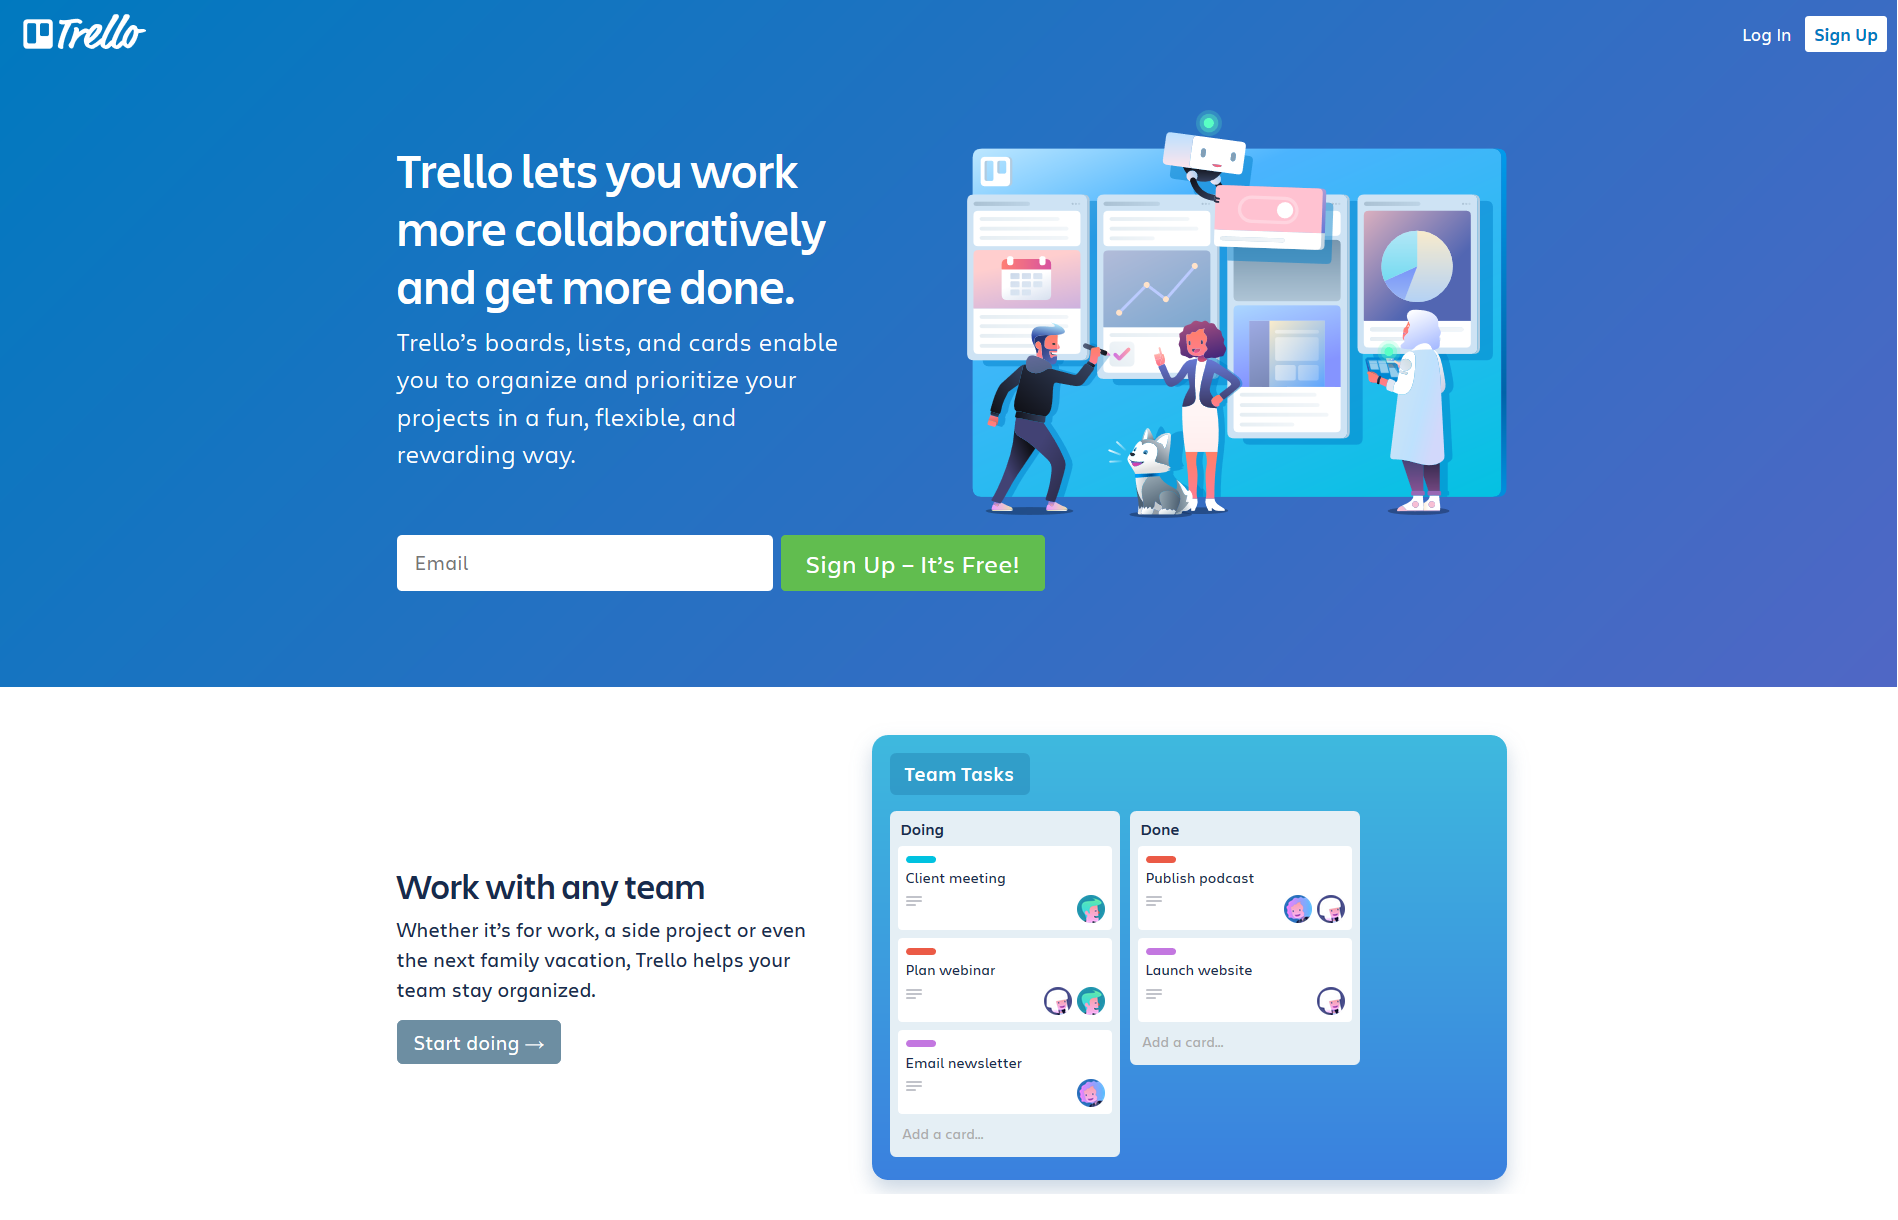 Trello
Log In
Sign Up
Trello lets you work
more collaboratively
and get more done.
Trello’s boards, lists, and cards enable
you to organize and prioritize your
projects in a fun, flexible, and
rewarding way.
Email
Sign Up – It’s Free!
Work with any team
Whether it’s for work, a side project or even
the next family vacation, Trello helps your
team stay organized.
Start doing →
Team Tasks
Doing
Client meeting
Plan webinar
Email newsletter
Add a card...
Done
Publish podcast
Launch website
Add a card...